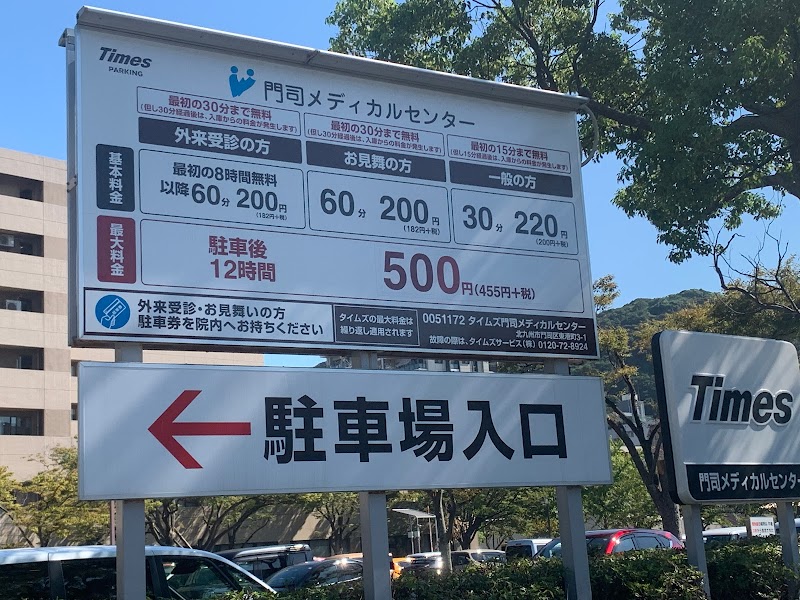 Times
PARKING
門司メディカルセンター
最初の30分まで無料
(但し30分経過後は、入庫からの料金が発生します)
外来受診の方
最初の30分まで無料
(但し30分経過後は、入庫からの料金が発生します)
お見舞の方
最初の15分まで無料
(但し15分経過後は、入庫からの料金が発生します)
一般の方
基本料金
最初の8時間無料
以降60分 200円
(182円+税)
60分 200円
(182円+税)
30分 220円
(200円+税)
最大料金
駐車後
12時間
500円(455円+税)
外来受診・お見舞いの方
駐車券を院内へお持ちください
タイムズの最大料金は
繰り返し適用されます
0051172 タイムズ門司メディカルセンター
北九州市門司区東港町3-1
故障の際は、タイムズサービス(株) 0120-72-8924
← 駐車場入口
Times
門司メディカルセンター